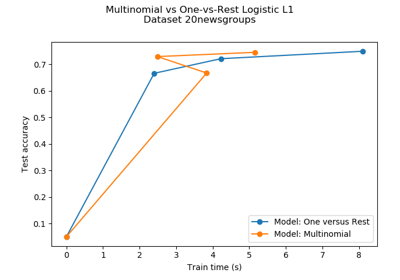 Multinomial vs One-vs-Rest Logistic L1
Dataset 20newsgroups
Test accuracy
0.7
0.6
0.5
0.4
0.3
0.2
0.1
0 1 2 3 4 5 6 7 8
Train time (s)
Model: One versus Rest
Model: Multinomial